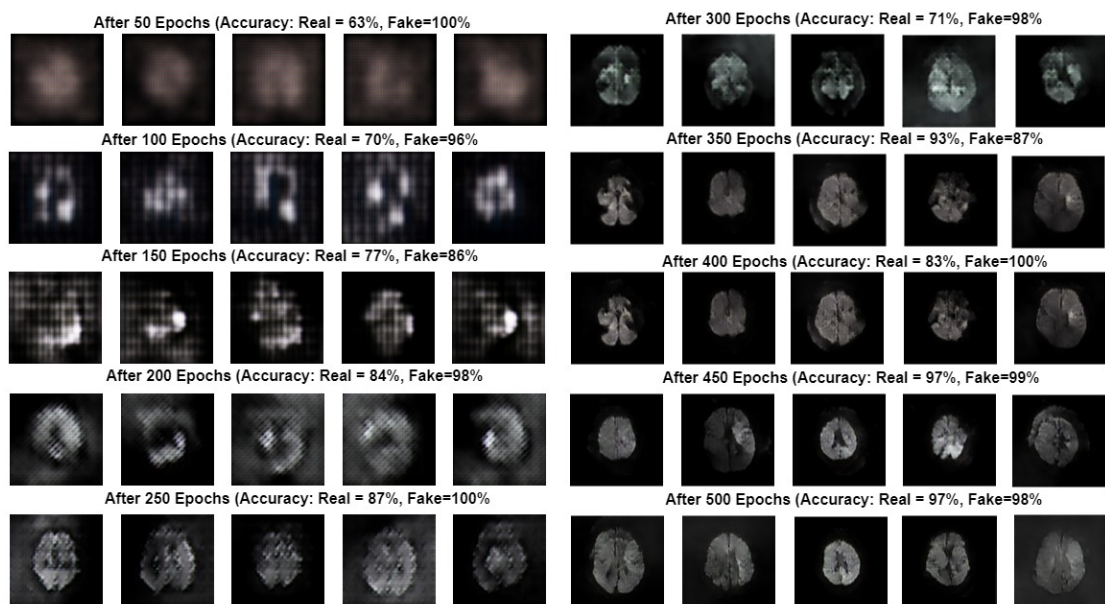 After 50 Epochs (Accuracy: Real = 63%, Fake=100%
After 100 Epochs (Accuracy: Real = 70%, Fake=96%
After 150 Epochs (Accuracy: Real = 77%, Fake=86%
After 200 Epochs (Accuracy: Real = 84%, Fake=98%
After 250 Epochs (Accuracy: Real = 87%, Fake=100%
After 300 Epochs (Accuracy: Real = 71%, Fake=98%
After 350 Epochs (Accuracy: Real = 93%, Fake=87%
After 400 Epochs (Accuracy: Real = 83%, Fake=100%
After 450 Epochs (Accuracy: Real = 97%, Fake=99%
After 500 Epochs (Accuracy: Real = 97%, Fake=98%